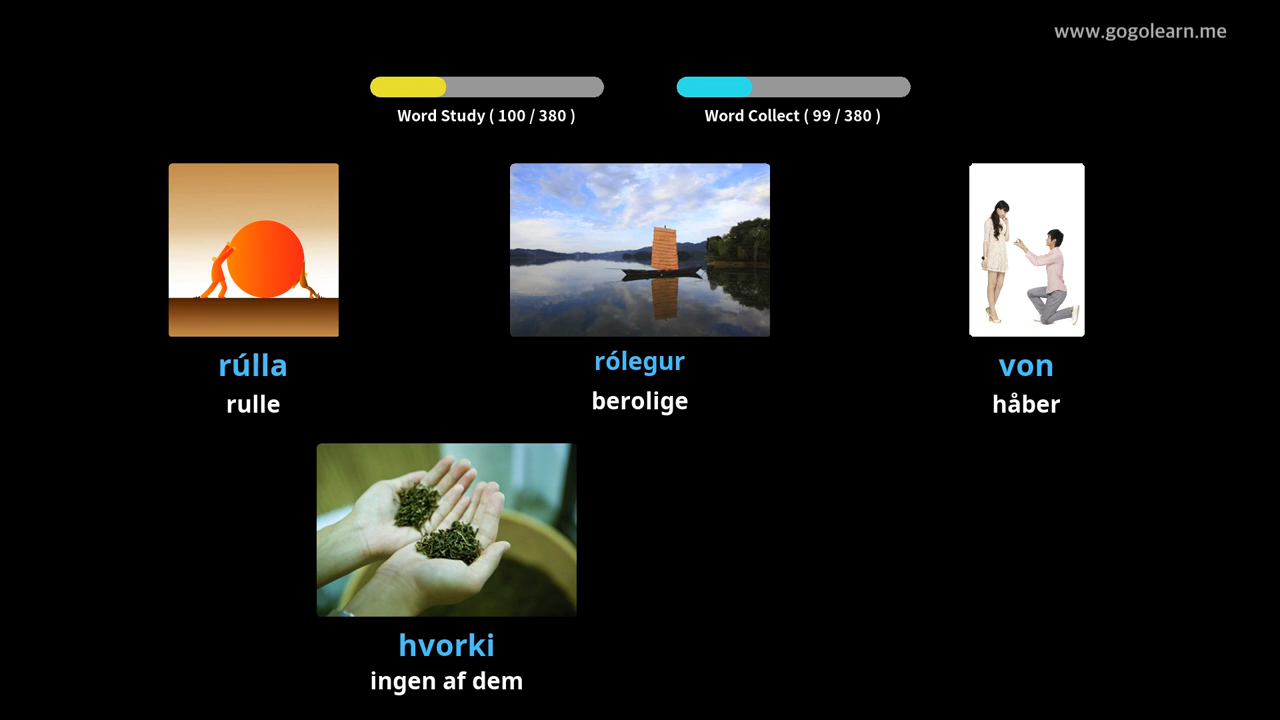 www.gogolearn.me
Word Study ( 100 / 380 )
Word Collect ( 99 / 380 )
rúlla
rulle
rólegur
berolige
von
håber
hvorki
ingen af dem